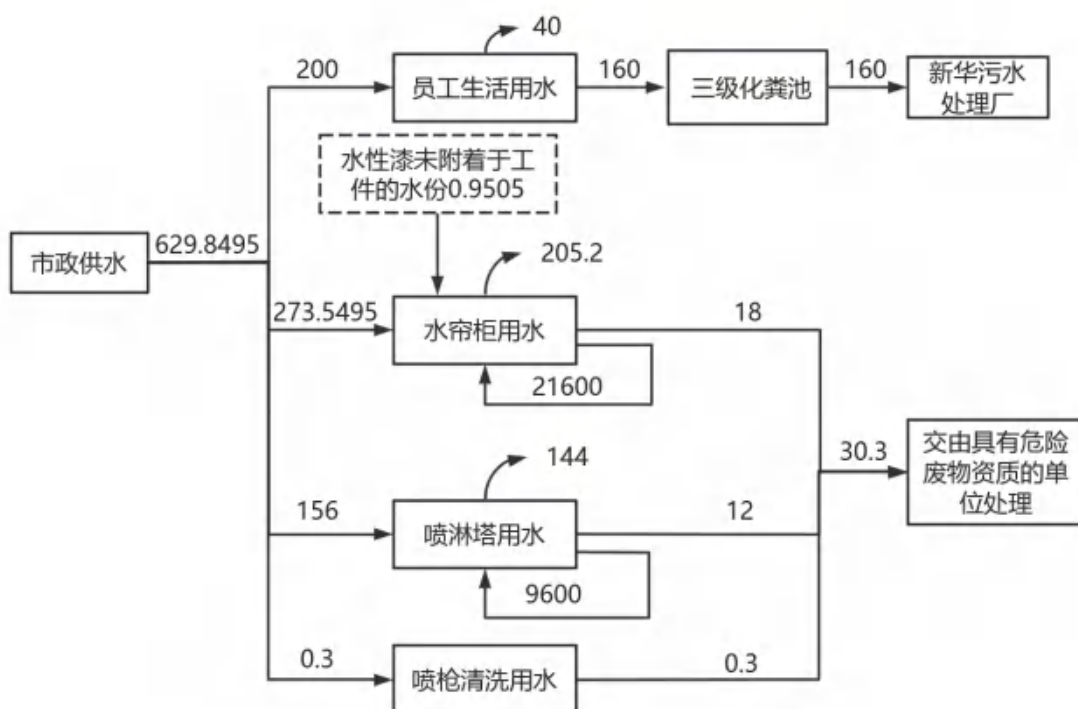 40
200
员工生活用水
160
三级化粪池
160
新华污水
处理厂
水性漆未附着于工
件的水份0.9505
市政供水
629.8495
205.2
273.5495
水帘柜用水
18
21600
144
30.3
交由具有危险
废物资质的单
位处理
156
喷淋塔用水
12
9600
0.3
喷枪清洗用水
0.3